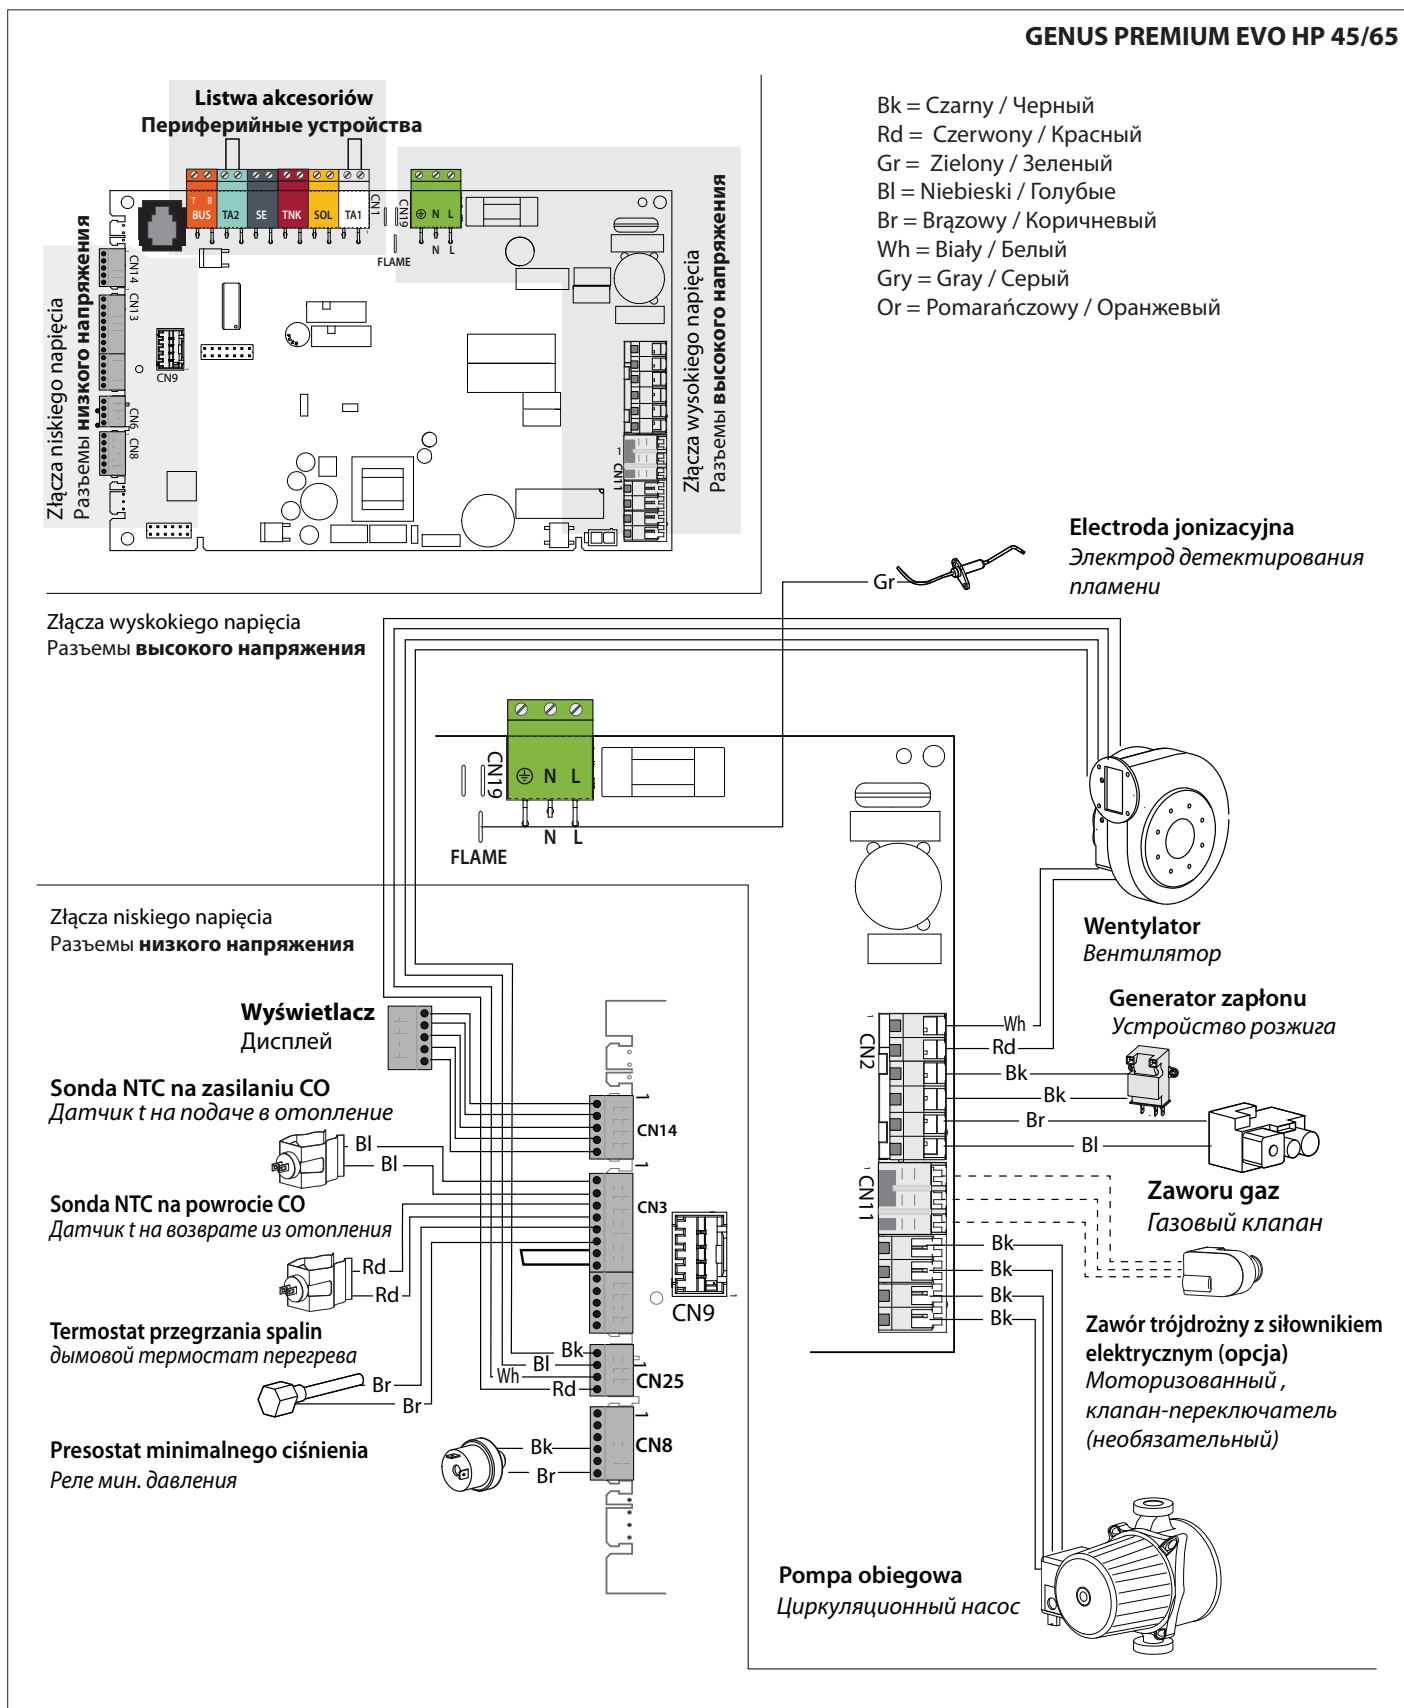 GENUS PREMIUM EVO HP 45/65
Listwa akcesoriów
Периферийные устройства
Bk = Czarny / Черный
Rd = Czerwony / Красный
Gr = Zielony / Зеленый
Bl = Niebieski / Голубые
Br = Brązowy / Коричневый
Wh = Biały / Белый
Gry = Gray / Серый
Or = Pomarańczowy / Оранжевый
T B
BUS TA2 SE TNK SOL TA1
CN1
CN19
N L
FLAME
N L
Złącza niskiego napięcia
Разъемы низкого напряжения
CN14
CN13
CN9
CN6
CN8
1
CN11
Złącza wysokiego napięcia
Разъемы высокого напряжения
Electroda jonizacyjna
Электрод детектирования
пламени
Gr
Złącza wyskokiego napięcia
Разъемы высокого напряжения
CN19
N L
N L
FLAME
Wentylator
Вентилятор
Złącza niskiego napięcia
Разъемы низкого напряжения
Wyświetlacz
Дисплей
Generator zapłonu
Устройство розжига
1
CN2
Wh
Rd
Bk
Bk
Br
Bl
Sonda NTC na zasilaniu CO
Датчик t на подаче в отопление
Bl
Bl
1
CN14
1
CN3
Zaworu gaz
Газовый клапан
1
CN11
Bk
Bk
Bk
Bk
Sonda NTC na powrocie CO
Датчик t на возврате из отопления
Rd
Rd
CN9
1
Termostat przegrzania spalin
дымовой термостат перегрева
Br
Br
Bk
Bl
Wh
Rd
1
CN25
Zawór trójdrożny z siłownikiem
elektrycznym (opcja)
Моторизованный ,
клапан-переключатель
(необязательный)
Presostat minimalnego ciśnienia
Реле мин. давления
Bk
Br
1
CN8
Pompa obiegowa
Циркуляционный насос